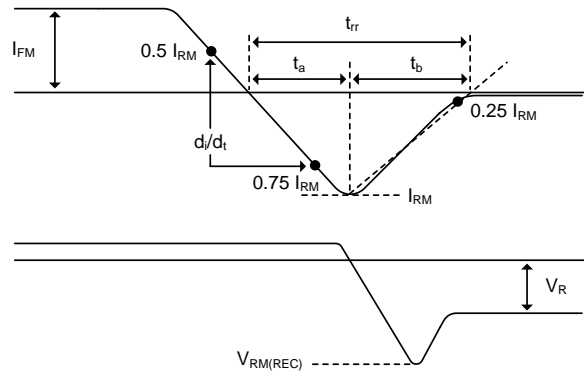 t_rr
I_FM
0.5 I_RM
t_a
t_b
0.25 I_RM
d_i/d_t
0.75 I_RM
I_RM
V_R
V_RM(REC)